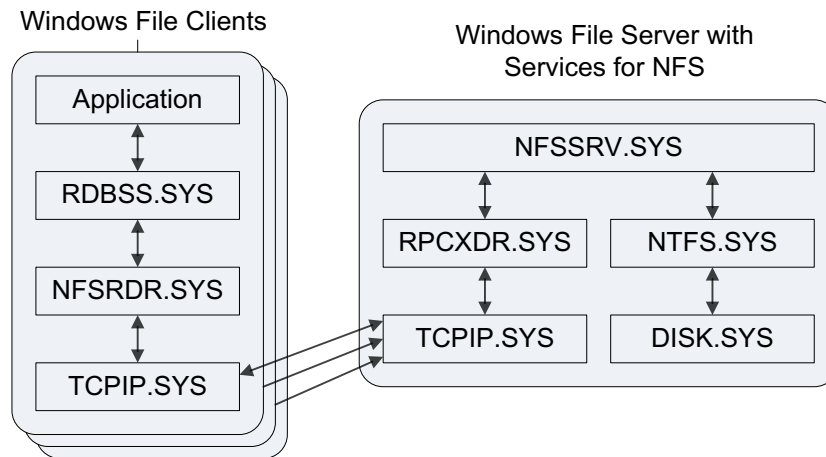 Windows File Clients
Application
RDBSS.SYS
NFSRDR.SYS
TCPIP.SYS
Windows File Server with
Services for NFS
NFSSRV.SYS
RPCXDR.SYS
NTFS.SYS
TCPIP.SYS
DISK.SYS